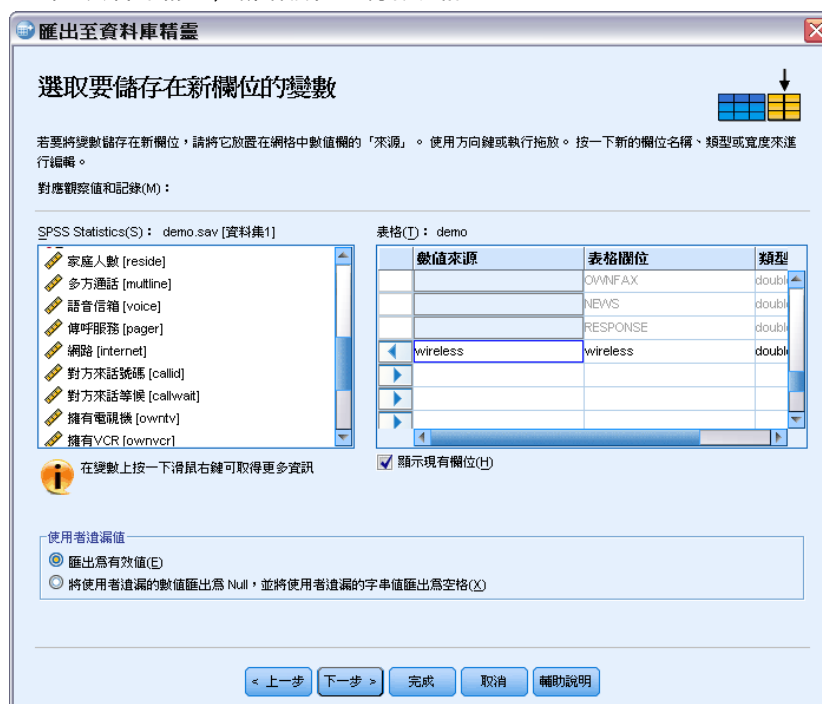 匯出至資料庫精靈
選取要儲存在新欄位的變數
若要將變數儲存在新欄位，請將它放置在網格中數值欄的「來源」。使用方向鍵或執行拖放。按一下新的欄位名稱、類型或寬度來進
行編輯。
對應觀察值和記錄(M)：
SPSS Statistics(S)： demo.sav [資料集1]
表格(T)： demo
家庭人數 [reside]
多方通話 [multline]
語音信箱 [voice]
傳呼服務 [pager]
網路 [internet]
對方來話號碼 [callid]
對方來話等候 [callwait]
擁有電視機 [owntv]
擁有VCR [ownvcr]
數值來源 表格欄位 類型
OWNFAX doubl
NEWS doubl
RESPONSE doubl
wireless wireless doubl
在變數上按一下滑鼠右鍵可取得更多資訊
顯示現有欄位(H)
使用者遺漏值
匯出為有效值(E)
將使用者遺漏的數值匯出為 Null，並將使用者遺漏的字串值匯出為空格(X)
< 上一步 下一步 > 完成 取消 輔助說明